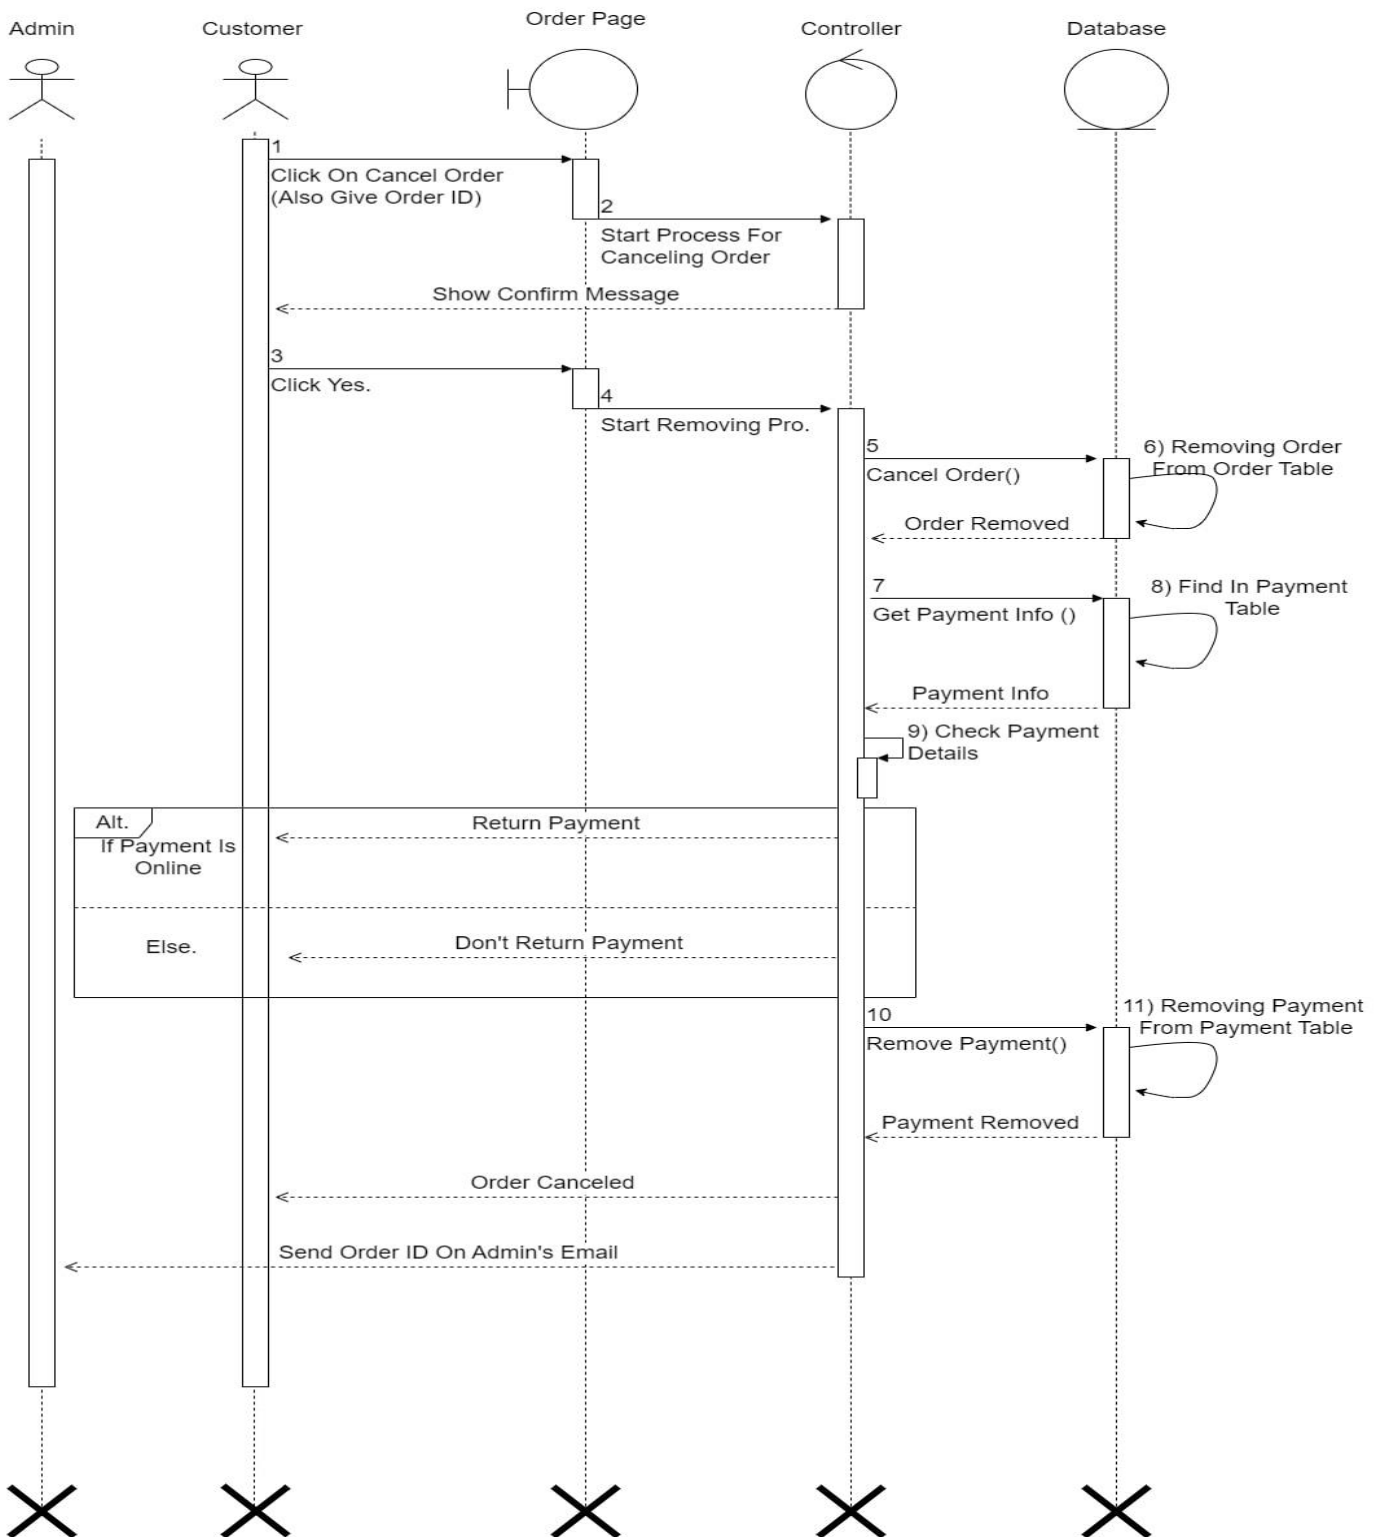 Admin
Customer
Order Page
Controller
Database
1
Click On Cancel Order
(Also Give Order ID)
2
Start Process For
Canceling Order
Show Confirm Message
3
Click Yes.
4
Start Removing Pro.
5
Cancel Order()
6) Removing Order
From Order Table
Order Removed
7
Get Payment Info ()
8) Find In Payment
Table
Payment Info
9) Check Payment
Details
Alt.
If Payment Is
Online
Return Payment
Else.
Don't Return Payment
10
Remove Payment()
11) Removing Payment
From Payment Table
Payment Removed
Order Canceled
Send Order ID On Admin's Email